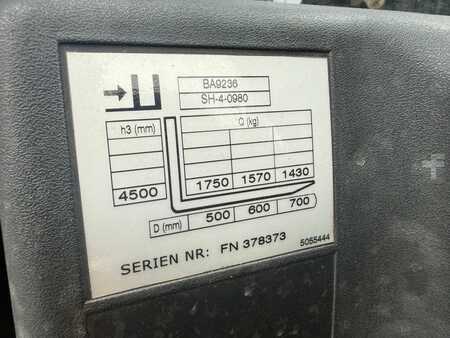 BA9236
SH-4-0980
h3 (mm)
Q (kg)
4500
1750 1570 1430
D (mm) 500 600 700
SERIEN NR: FN 378373
5055444